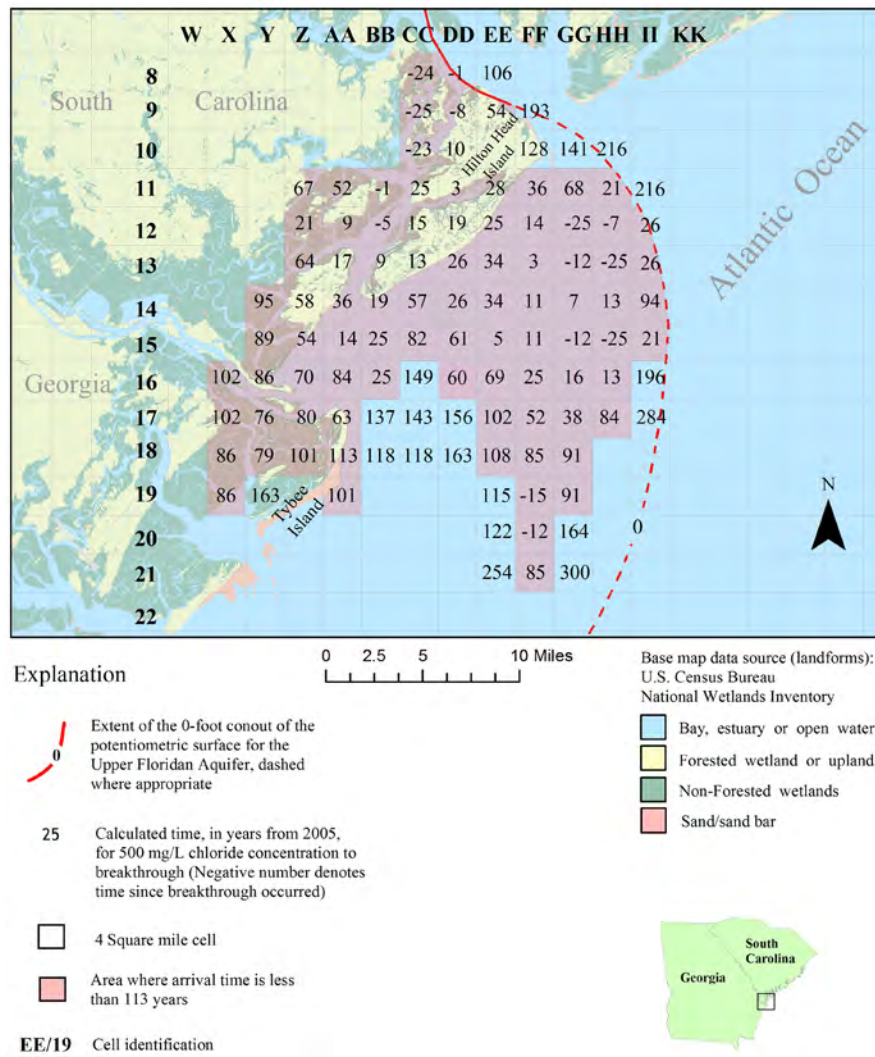 W X Y Z AA BB CC DD EE FF GG HH II KK
8 -24 -1 106
South Carolina
9 -25 -8 54 193
Hilton Head
Island
10 -23 10 128 141 216
11 67 52 -1 25 3 28 36 68 21 216
12 21 9 -5 15 19 25 14 -25 -7 26
13 64 17 9 13 26 34 3 -12 -25 26
Atlantic Ocean
14 95 58 36 19 57 26 34 11 7 13 94
15 89 54 14 25 82 61 5 11 -12 -25 21
Georgia
16 102 86 70 84 25 149 60 69 25 16 13 196
17 102 76 80 63 137 143 156 102 52 38 84 284
18 86 79 101 113 118 118 163 108 85 91
19 86 163 101 115 -15 91
Tybee
Island
N
20 122 -12 164 0
21 254 85 300
22
Explanation
0 2.5 5 10 Miles
0
Extent of the 0-foot conout of the
potentiometric surface for the
Upper Floridan Aquifer, dashed
where appropriate
25
Calculated time, in years from 2005,
for 500 mg/L chloride concentration to
breakthrough (Negative number denotes
time since breakthrough occurred)
4 Square mile cell
Area where arrival time is less
than 113 years
EE/19 Cell identification
Base map data source (landforms):
U.S. Census Bureau
National Wetlands Inventory
Bay, estuary or open water
Forested wetland or upland
Non-Forested wetlands
Sand/sand bar
Georgia
South
Carolina